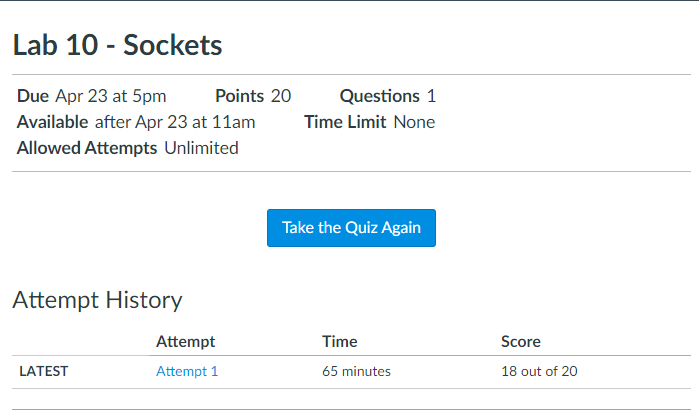 Lab 10 - Sockets
Due Apr 23 at 5pm Points 20 Questions 1
Available after Apr 23 at 11am Time Limit None
Allowed Attempts Unlimited
Take the Quiz Again
Attempt History
Attempt Time Score
LATEST Attempt 1 65 minutes 18 out of 20